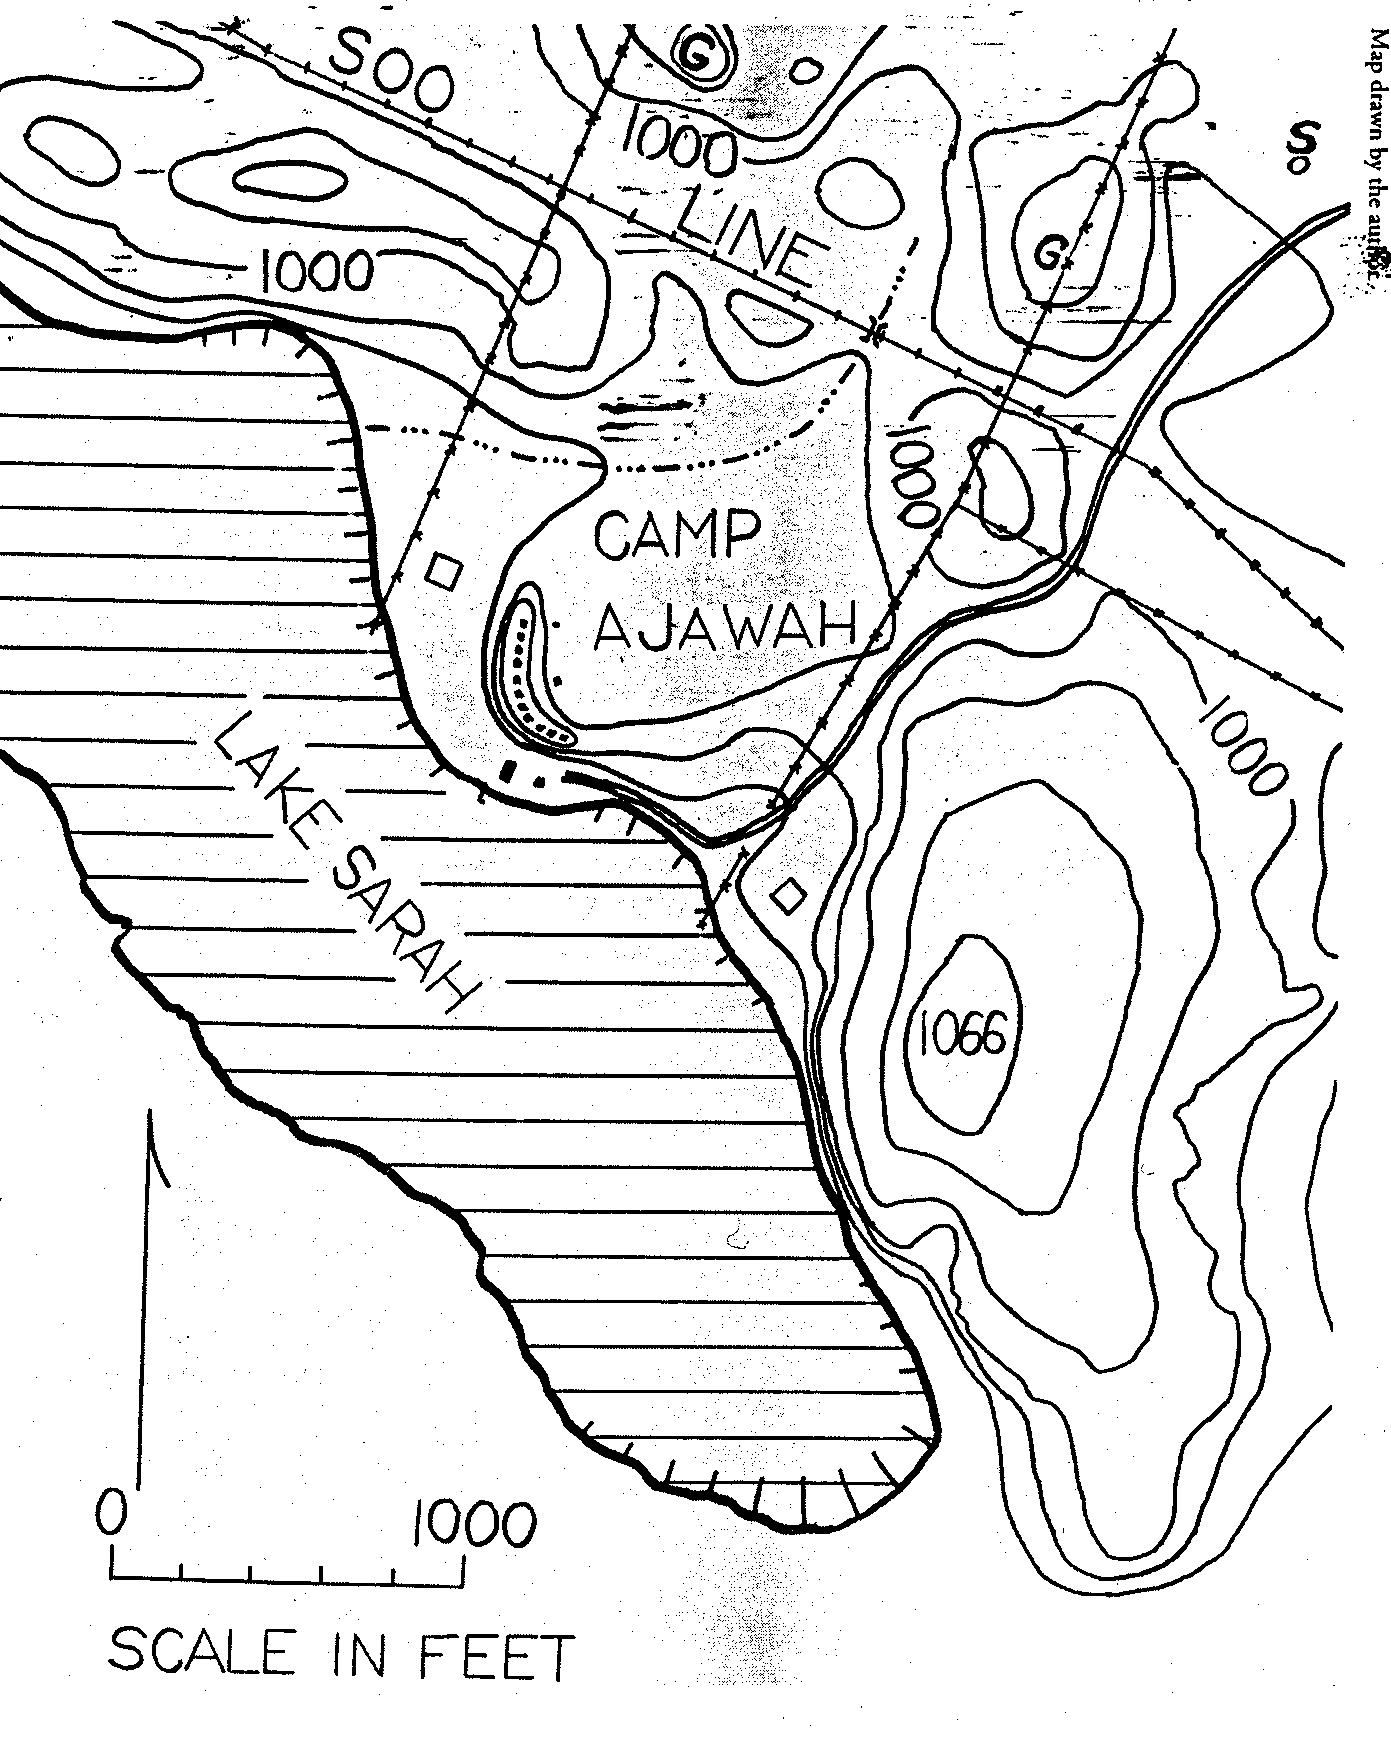 SOO
G
1000
LINE
G
S
1000
1000
CAMP
AJAWAH
LAKE SARAH
1000
1066
0 1000
SCALE IN FEET
Map drawn by the author.